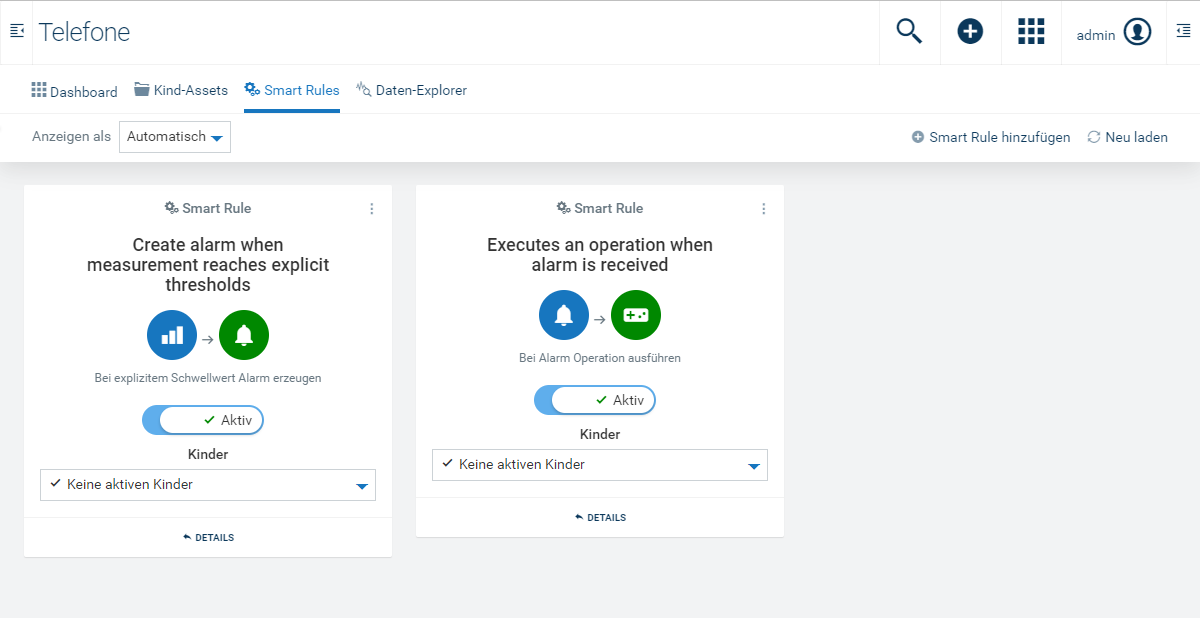 Telefone
admin
Dashboard
Kind-Assets
Smart Rules
Daten-Explorer
Anzeigen als
Automatisch
Smart Rule hinzufügen
Neu laden
Smart Rule
Create alarm when
measurement reaches explicit
thresholds
Bei explizitem Schwellwert Alarm erzeugen
Aktiv
Kinder
Keine aktiven Kinder
DETAILS
Smart Rule
Executes an operation when
alarm is received
Bei Alarm Operation ausführen
Aktiv
Kinder
Keine aktiven Kinder
DETAILS